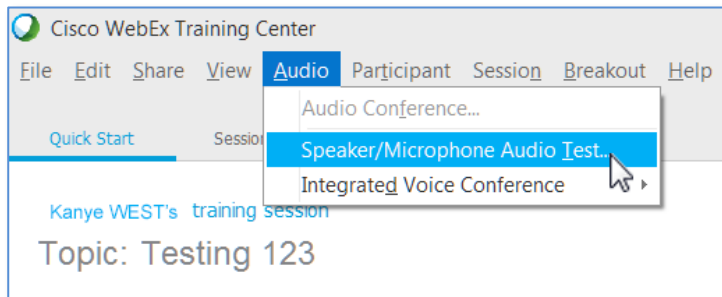 Cisco WebEx Training Center
File Edit Share View Audio Participant Session Breakout Help
Audio Conference...
Quick Start Session
Speaker/Microphone Audio Test...
Integrated Voice Conference
Kanye WEST's training session
Topic: Testing 123